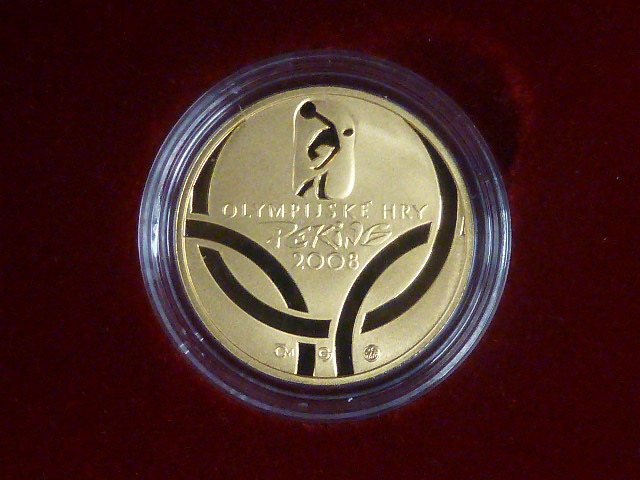 OLYMPIJSKÉ HRY
PEKING
2008
ČM